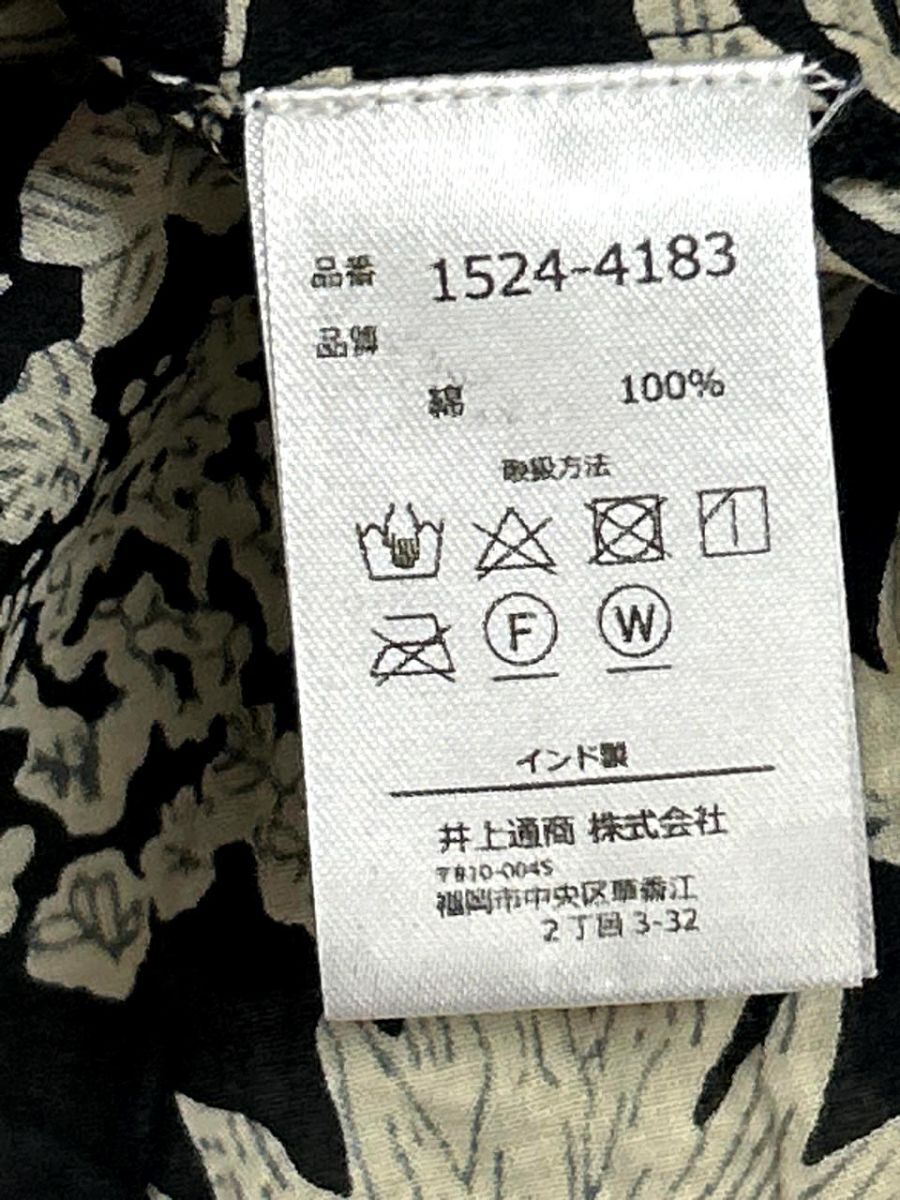 品番 1524-4183
品質
綿 100%
取扱方法
F W
インド製
井上通商 株式会社
〒810-0045
福岡市中央区草香江
2丁目3-32